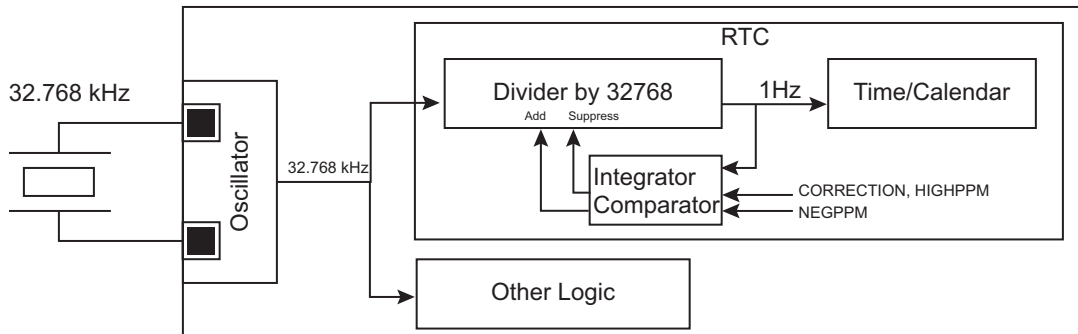 RTC
32.768 kHz
Divider by 32768
Add Suppress
1Hz
Time/Calendar
Oscillator
32.768 kHz
Integrator
Comparator
CORRECTION, HIGHPPM
NEGPPM
Other Logic